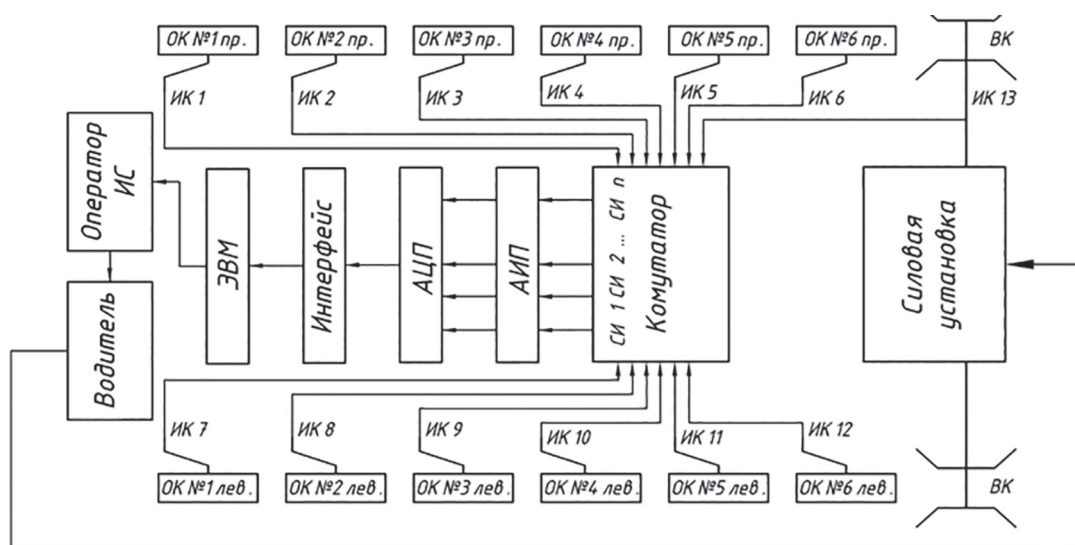 ОК №1 пр.
ОК №2 пр.
ОК №3 пр.
ОК №4 пр.
ОК №5 пр.
ОК №6 пр.
ВК
ИК 1
ИК 2
ИК 3
ИК 4
ИК 5
ИК 6
ИК 13
Оператор
ИС
Водитель
ЭВМ
Интерфейс
АЦП
АИП
СИ 1 СИ 2 ... СИ n
Комутатор
Силовая
установка
ИК 7
ИК 8
ИК 9
ИК 10
ИК 11
ИК 12
ОК №1 лев.
ОК №2 лев.
ОК №3 лев.
ОК №4 лев.
ОК №5 лев.
ОК №6 лев.
ВК